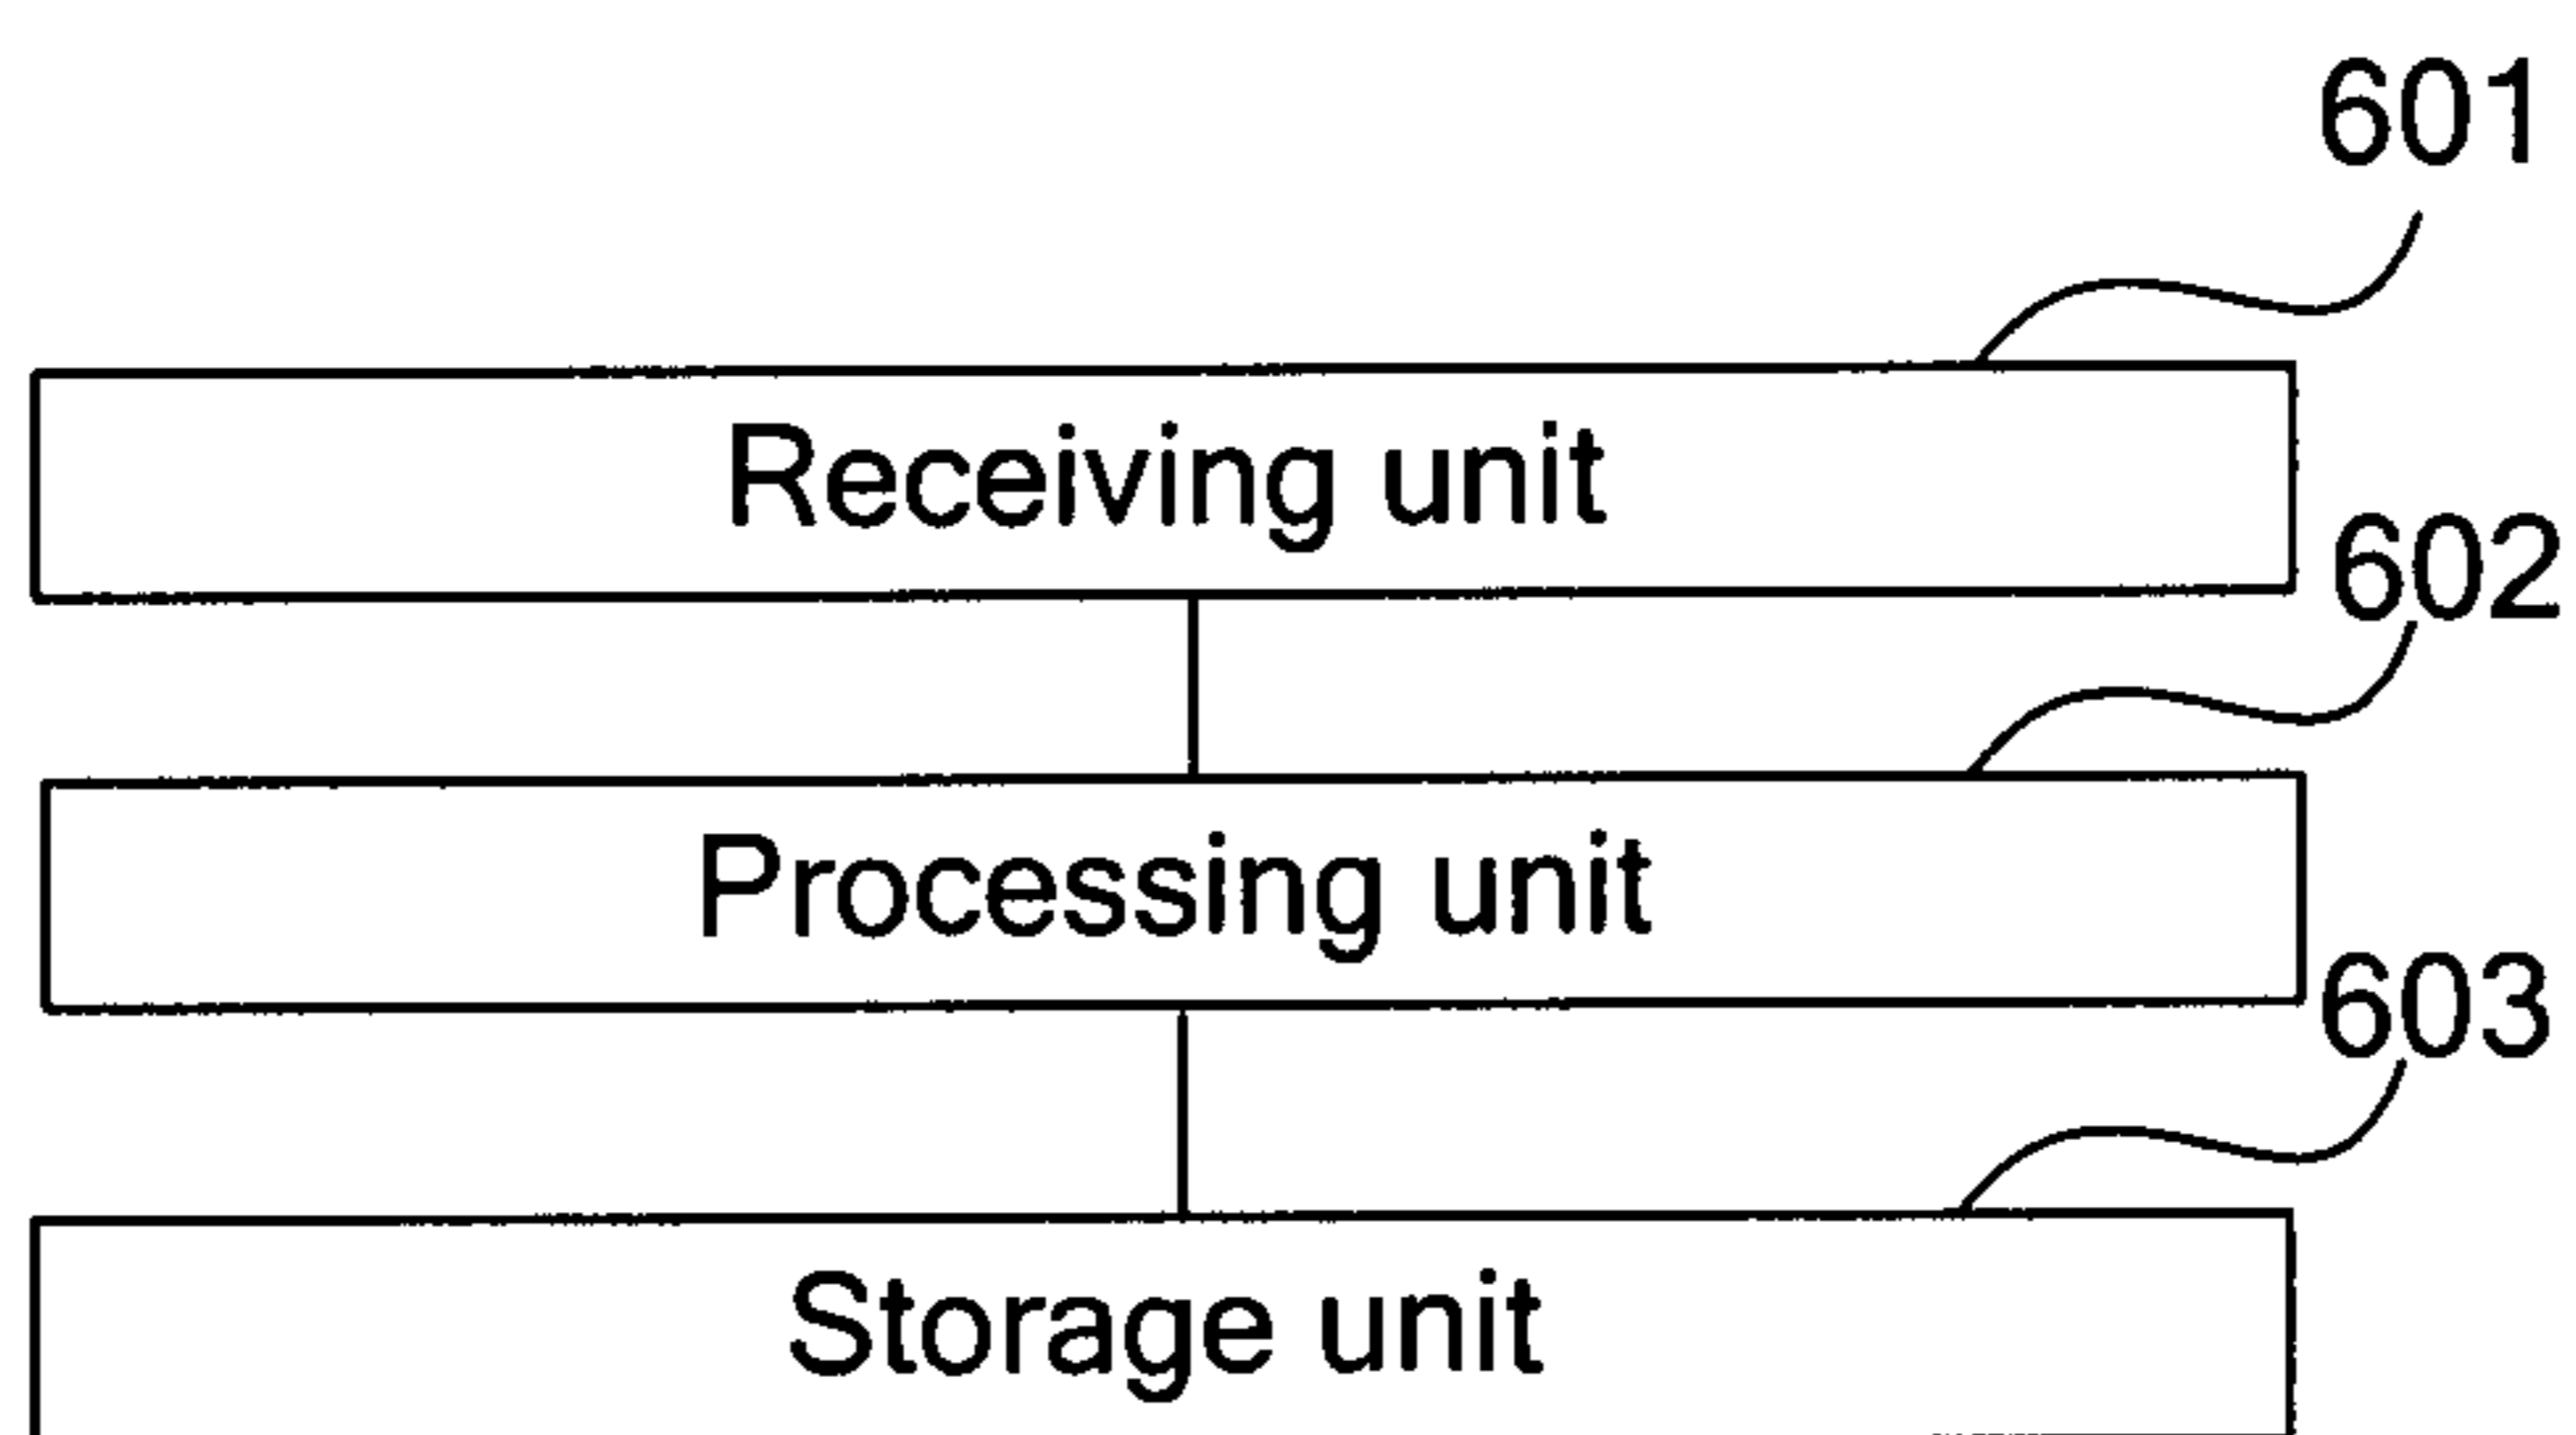 601
Receiving unit
602
Processing unit
603
Storage unit